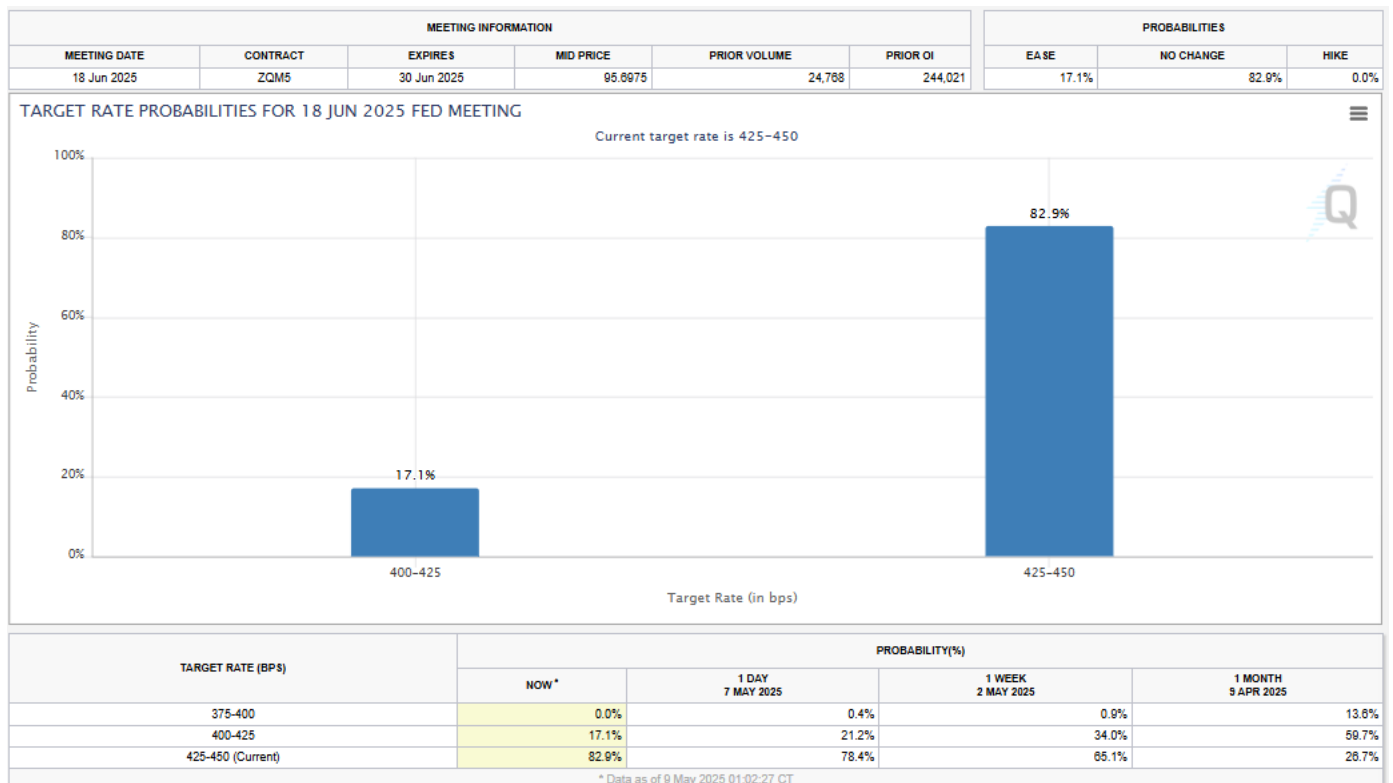 MEETING INFORMATION
MEETING DATE CONTRACT EXPIRES MID PRICE PRIOR VOLUME PRIOR OI
18 Jun 2025 ZQM5 30 Jun 2025 95.6975 24,768 244,021
PROBABILITIES
EASE NO CHANGE HIKE
17.1% 82.9% 0.0%
TARGET RATE PROBABILITIES FOR 18 JUN 2025 FED MEETING
Current target rate is 425-450
Probability
100%
80%
60%
40%
20%
0%
17.1%
82.9%
400-425 425-450
Target Rate (in bps)
Q
TARGET RATE (BPS) PROBABILITY(%)
NOW* 1 DAY 7 MAY 2025 1 WEEK 2 MAY 2025 1 MONTH 9 APR 2025
375-400 0.0% 0.4% 0.9% 13.6%
400-425 17.1% 21.2% 34.0% 59.7%
425-450 (Current) 82.9% 78.4% 65.1% 26.7%
* Data as of 9 May 2025 01:02:27 CT